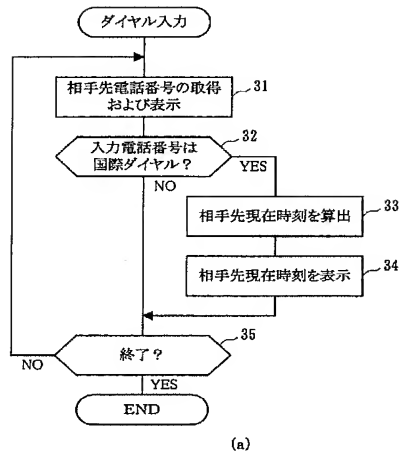 ダイヤル入力
相手先電話番号の取得
および表示
31
入力電話番号は
国際ダイヤル？
32
YES
NO
相手先現在時刻を算出
33
相手先現在時刻を表示
34
終了？
35
NO
YES
END
(a)